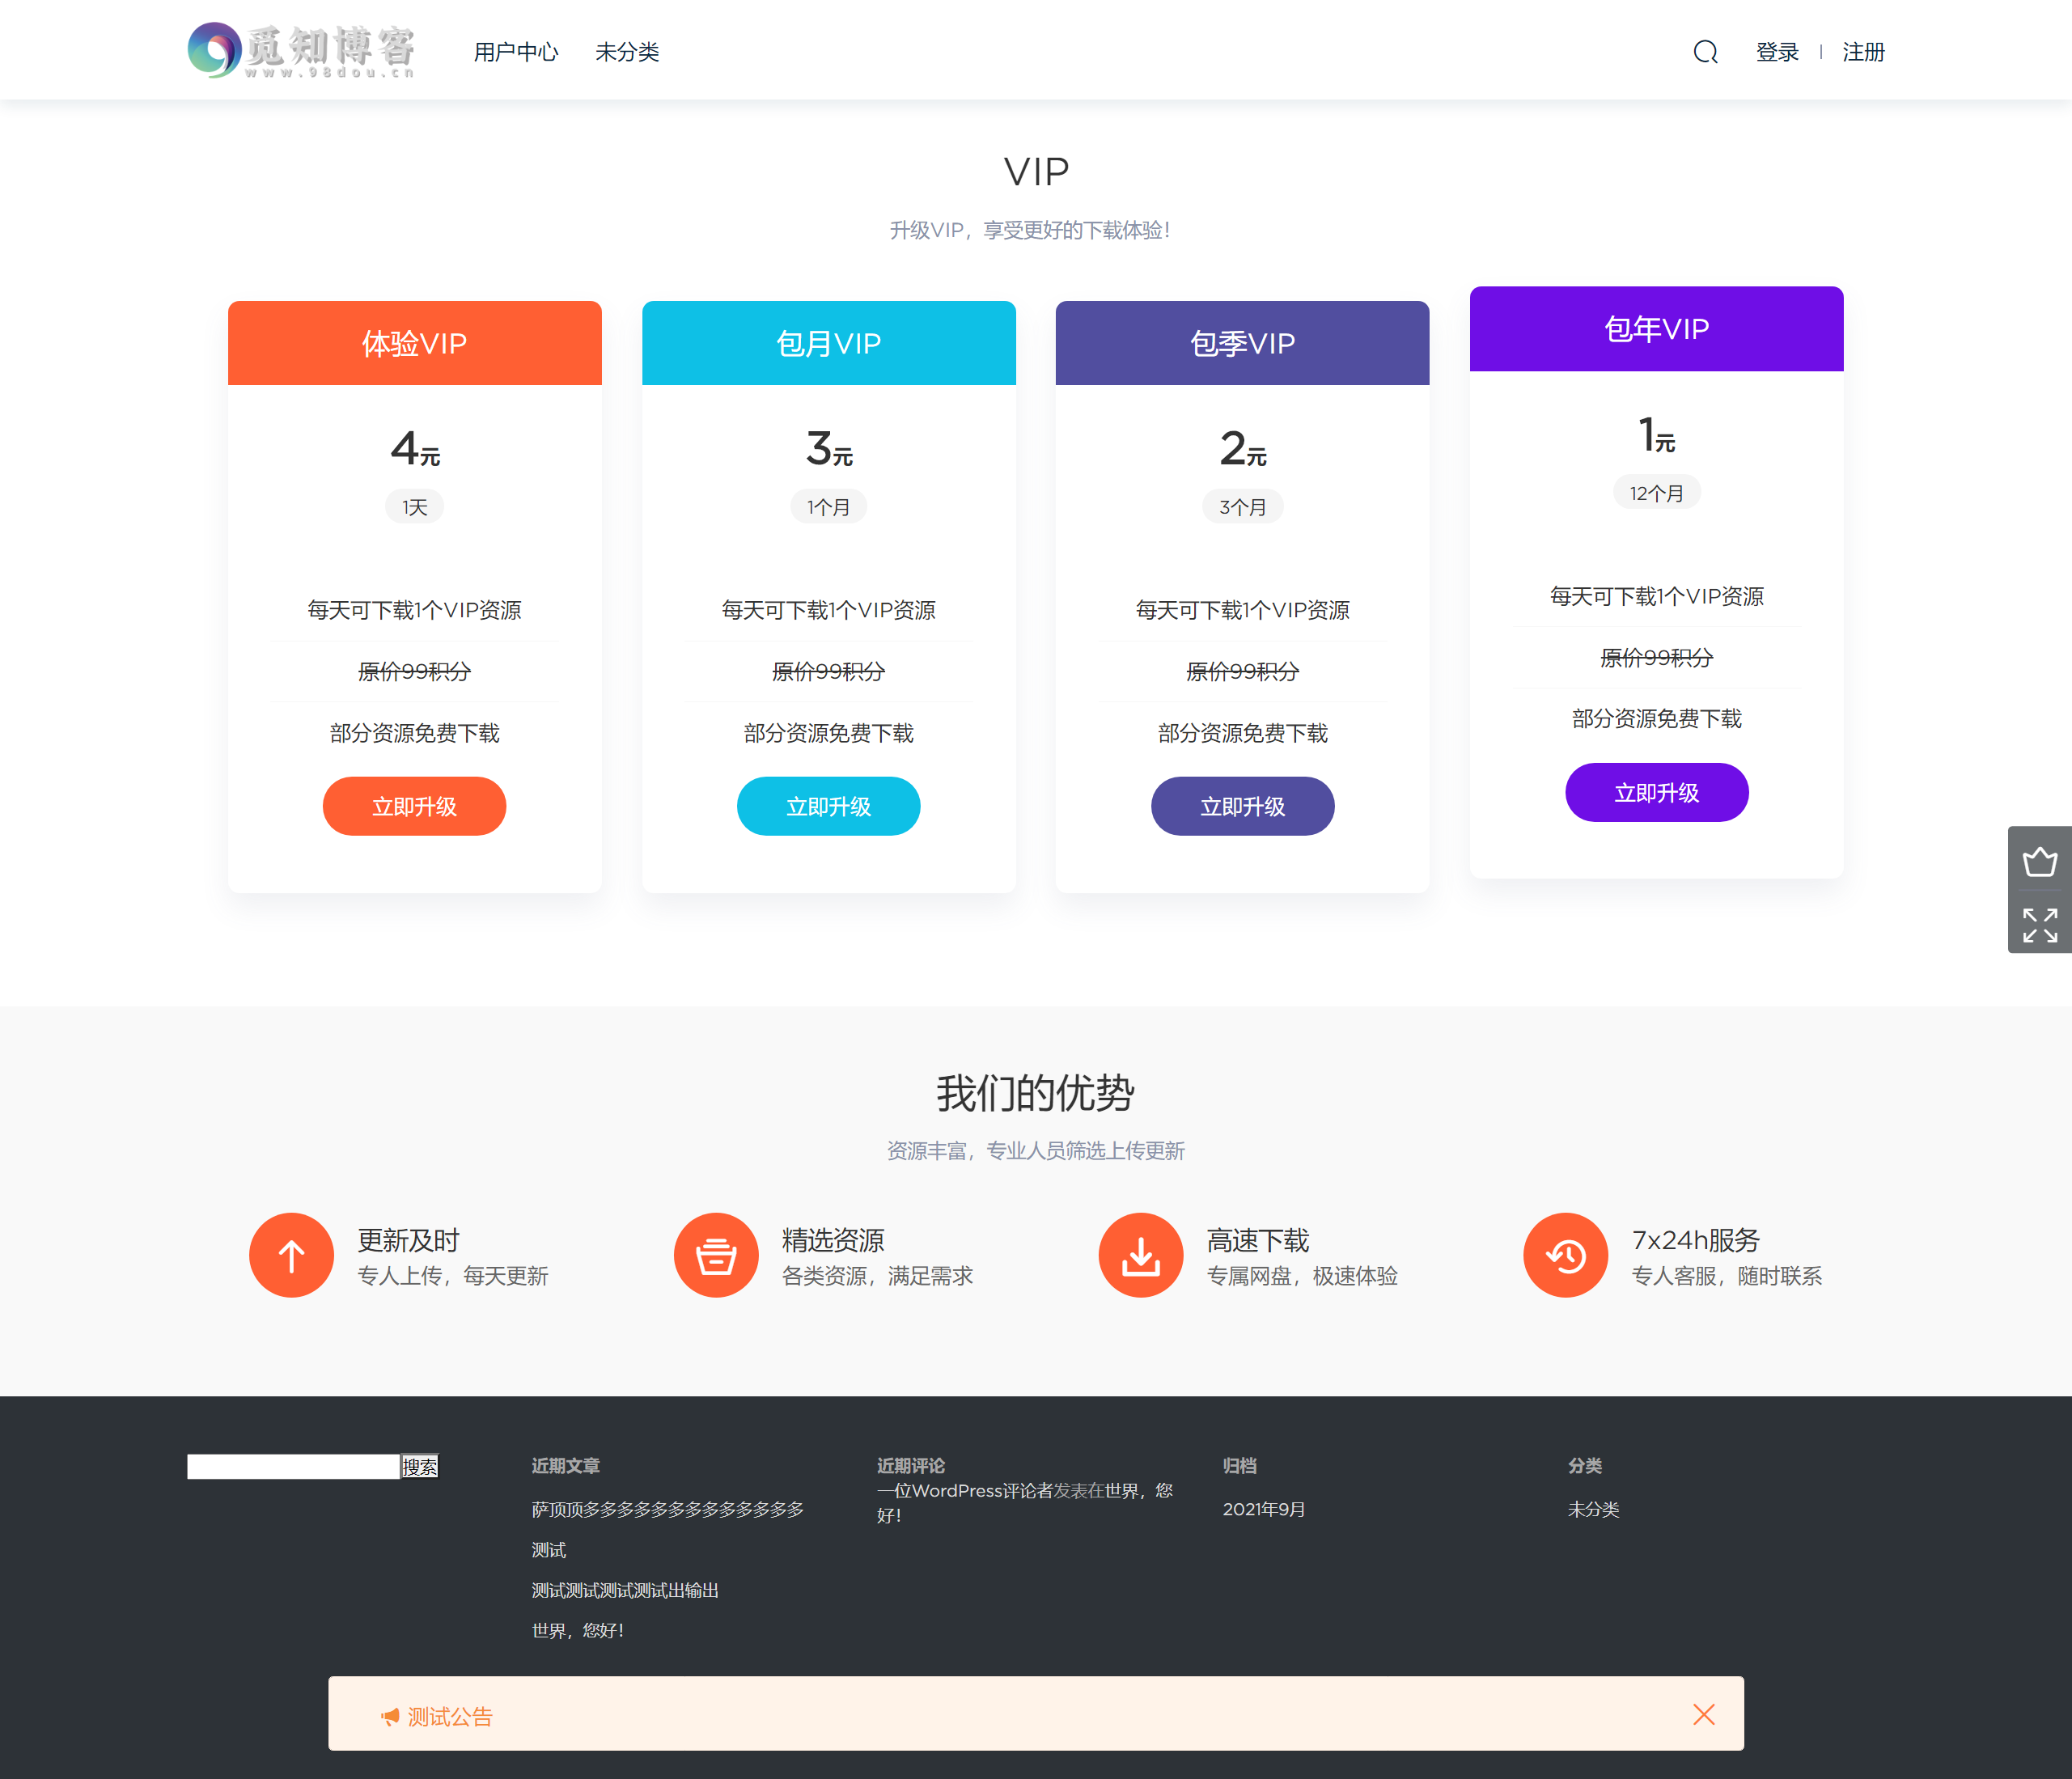 觅知博客
www.98dou.cn
用户中心 未分类
登录 | 注册
VIP
升级VIP，享受更好的下载体验！
体验VIP
4元
1天
每天可下载1个VIP资源
原价99积分
部分资源免费下载
立即升级
包月VIP
3元
1个月
每天可下载1个VIP资源
原价99积分
部分资源免费下载
立即升级
包季VIP
2元
3个月
每天可下载1个VIP资源
原价99积分
部分资源免费下载
立即升级
包年VIP
1元
12个月
每天可下载1个VIP资源
原价99积分
部分资源免费下载
立即升级
我们的优势
资源丰富，专业人员筛选上传更新
更新及时
专人上传，每天更新
精选资源
各类资源，满足需求
高速下载
专属网盘，极速体验
7x24h服务
专人客服，随时联系
搜索
近期文章
萨顶顶多多多多多多多多多多多多多
测试
测试测试测试测试出输出
世界，您好！
近期评论
一位WordPress评论者发表在世界，您
好！
归档
2021年9月
分类
未分类
测试公告